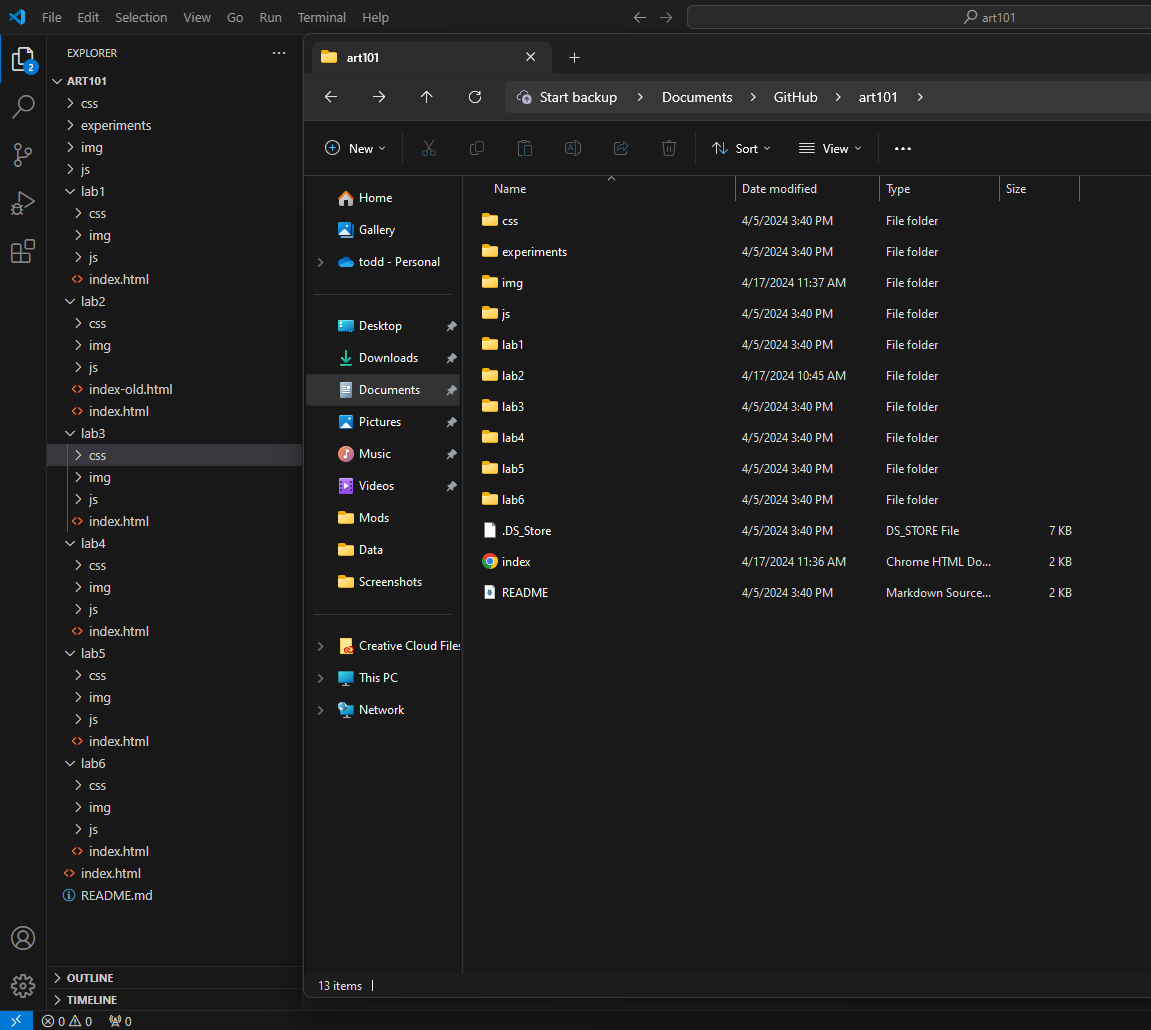 File Edit Selection View Go Run Terminal Help
art101
EXPLORER
2
ART101
css
experiments
img
js
lab1
css
img
js
index.html
lab2
css
img
js
index-old.html
index.html
lab3
css
img
js
index.html
lab4
css
img
js
index.html
lab5
css
img
js
index.html
lab6
css
img
js
index.html
index.html
README.md
OUTLINE
TIMELINE
0 0 0
art101
Start backup > Documents > GitHub > art101 >
New Sort View
Home
Gallery
todd - Personal
Desktop
Downloads
Documents
Pictures
Music
Videos
Mods
Data
Screenshots
Creative Cloud Files
This PC
Network
Name Date modified Type Size
css 4/5/2024 3:40 PM File folder
experiments 4/5/2024 3:40 PM File folder
img 4/17/2024 11:37 AM File folder
js 4/5/2024 3:40 PM File folder
lab1 4/5/2024 3:40 PM File folder
lab2 4/17/2024 10:45 AM File folder
lab3 4/5/2024 3:40 PM File folder
lab4 4/5/2024 3:40 PM File folder
lab5 4/5/2024 3:40 PM File folder
lab6 4/5/2024 3:40 PM File folder
.DS_Store 4/5/2024 3:40 PM DS_STORE File 7 KB
index 4/17/2024 11:36 AM Chrome HTML Do... 2 KB
README 4/5/2024 3:40 PM Markdown Source... 2 KB
13 items